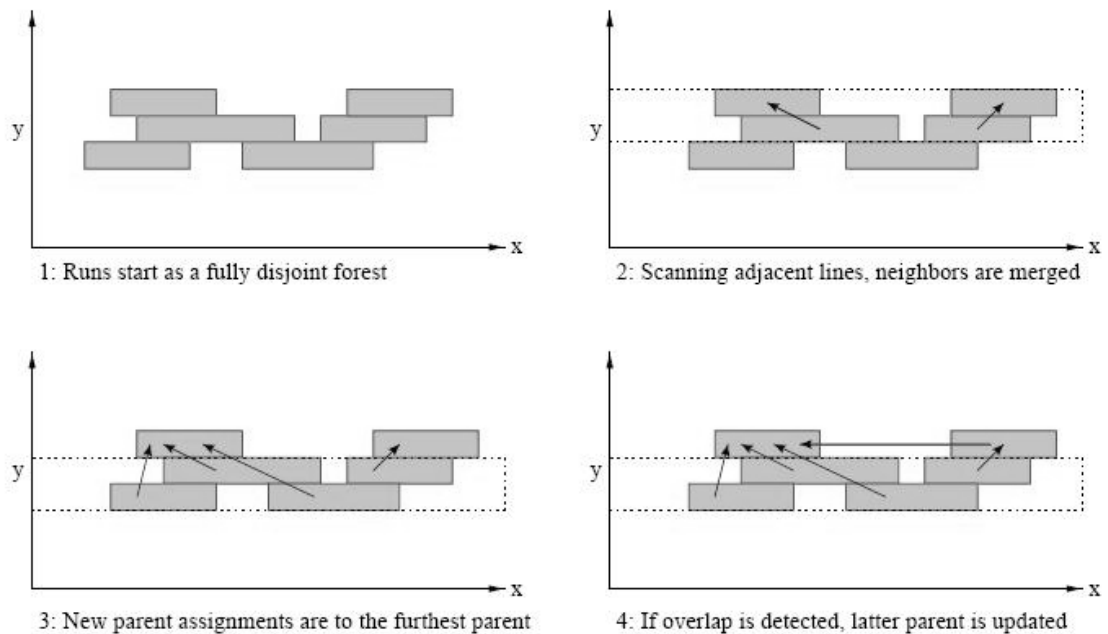 y
x
1: Runs start as a fully disjoint forest
y
x
2: Scanning adjacent lines, neighbors are merged
y
x
3: New parent assignments are to the furthest parent
y
x
4: If overlap is detected, latter parent is updated